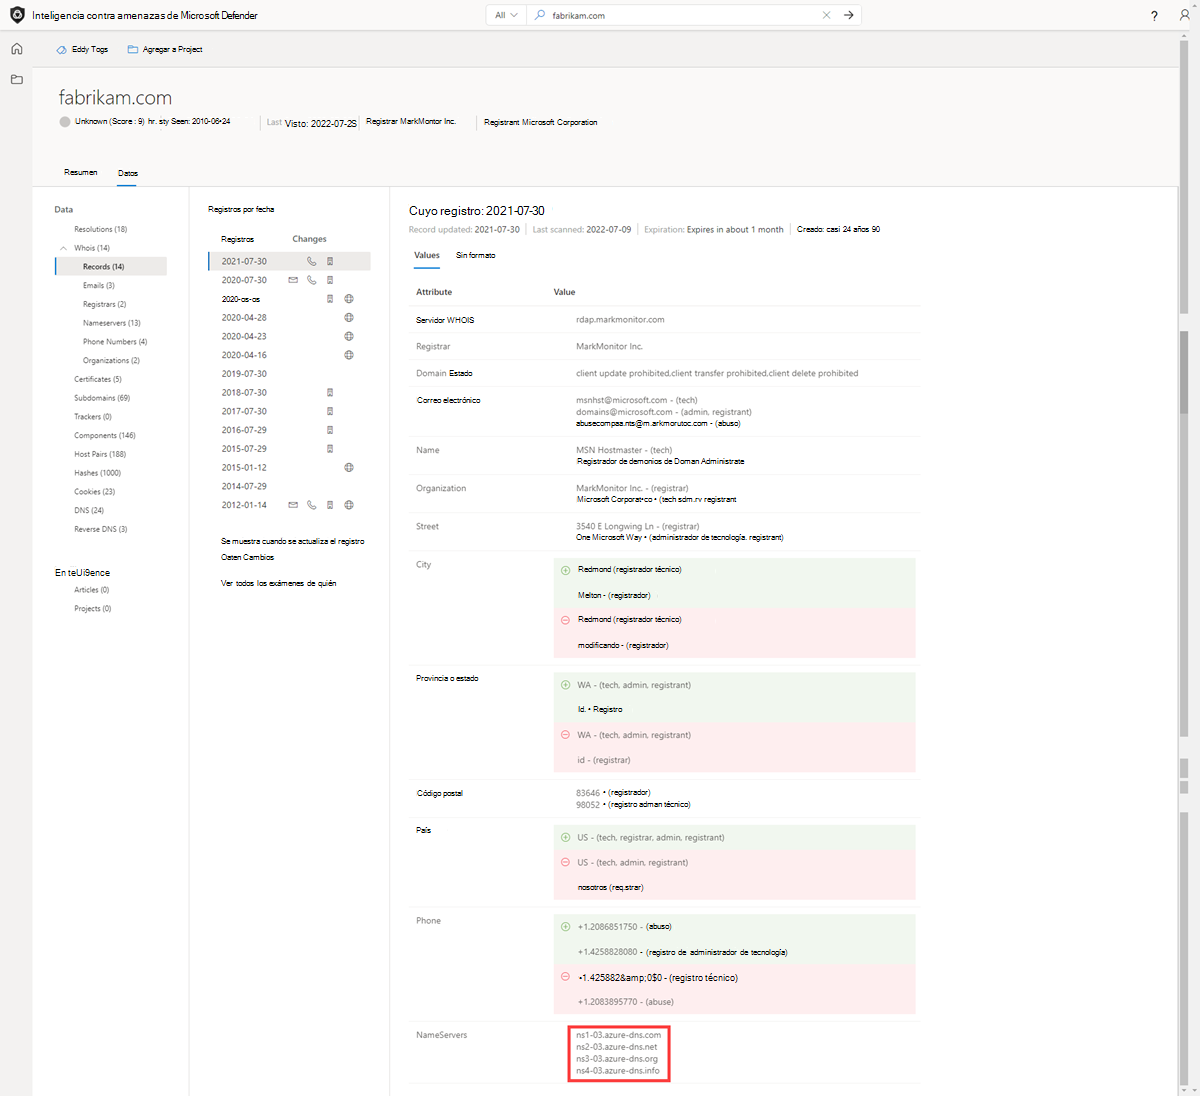 Inteligencia contra amenazas de Microsoft Defender
All
fabrikam.com
?
Eddy Togs
Agregar a Project
fabrikam.com
Unknown (Score : 9) hr. sty Seen: 2010-06•24
Last Visto: 2022-07-2S
Registrar MarkMontor Inc.
Registrant Microsoft Corporation
Resumen
Datos
Data
Resolutions (18)
Whois (14)
Records (14)
Emails (3)
Registrars (2)
Nameservers (13)
Phone Numbers (4)
Organizations (2)
Certificates (5)
Subdomains (69)
Trackers (0)
Components (146)
Host Pairs (188)
Hashes (1000)
Cookies (23)
DNS (24)
Reverse DNS (3)
En teUi9ence
Articles (0)
Projects (0)
Registros por fecha
Registros Changes
2021-07-30
2020-07-30
2020-os-os
2020-04-28
2020-04-23
2020-04-16
2019-07-30
2018-07-30
2017-07-30
2016-07-29
2015-07-29
2015-01-12
2014-07-29
2012-01-14
Se muestra cuando se actualiza el registro
Oaten Cambios
Ver todos los exámenes de quién
Cuyo registro: 2021-07-30
Record updated: 2021-07-30
Last scanned: 2022-07-09
Expiration: Expires in about 1 month
Creado: casi 24 años 90
Values
Sin formato
Attribute Value
Servidor WHOIS rdap.markmonitor.com
Registrar MarkMonitor Inc.
Domain Estado client update prohibited,client transfer prohibited,client delete prohibited
Correo electrónico msnhst@microsoft.com - (tech)
domains@microsoft.com - (admin, registrant)
abusecompaa.nts@m.arkmorutoc.com - (abuso)
Name MSN Hostmaster - (tech)
Registrador de demonios de Doman Administrate
Organization MarkMonitor Inc. - (registrar)
Microsoft Corporat•co • (tech sdm.rv registrant
Street 3540 E Longwing Ln - (registrar)
One Microsoft Way • (administrador de tecnología. registrant)
City Redmond (registrador técnico)
Melton - (registrador)
Redmond (registrador técnico)
modificando - (registrador)
Provincia o estado WA - (tech, admin, registrant)
Id. • Registro
WA - (tech, admin, registrant)
id - (registrar)
Código postal 83646 • (registrador)
98052 • (registro adman técnico)
País US - (tech, registrar, admin, registrant)
US - (tech, admin, registrant)
nosotros (req.strar)
Phone +1.2086851750 - (abuso)
+1.4258828080 - (registro de administrador de tecnología)
•1.425882&amp;0$0 - (registro técnico)
+1.2083895770 - (abuse)
NameServers ns1-03.azure-dns.com
ns2-03.azure-dns.net
ns3-03.azure-dns.org
ns4-03.azure-dns.info